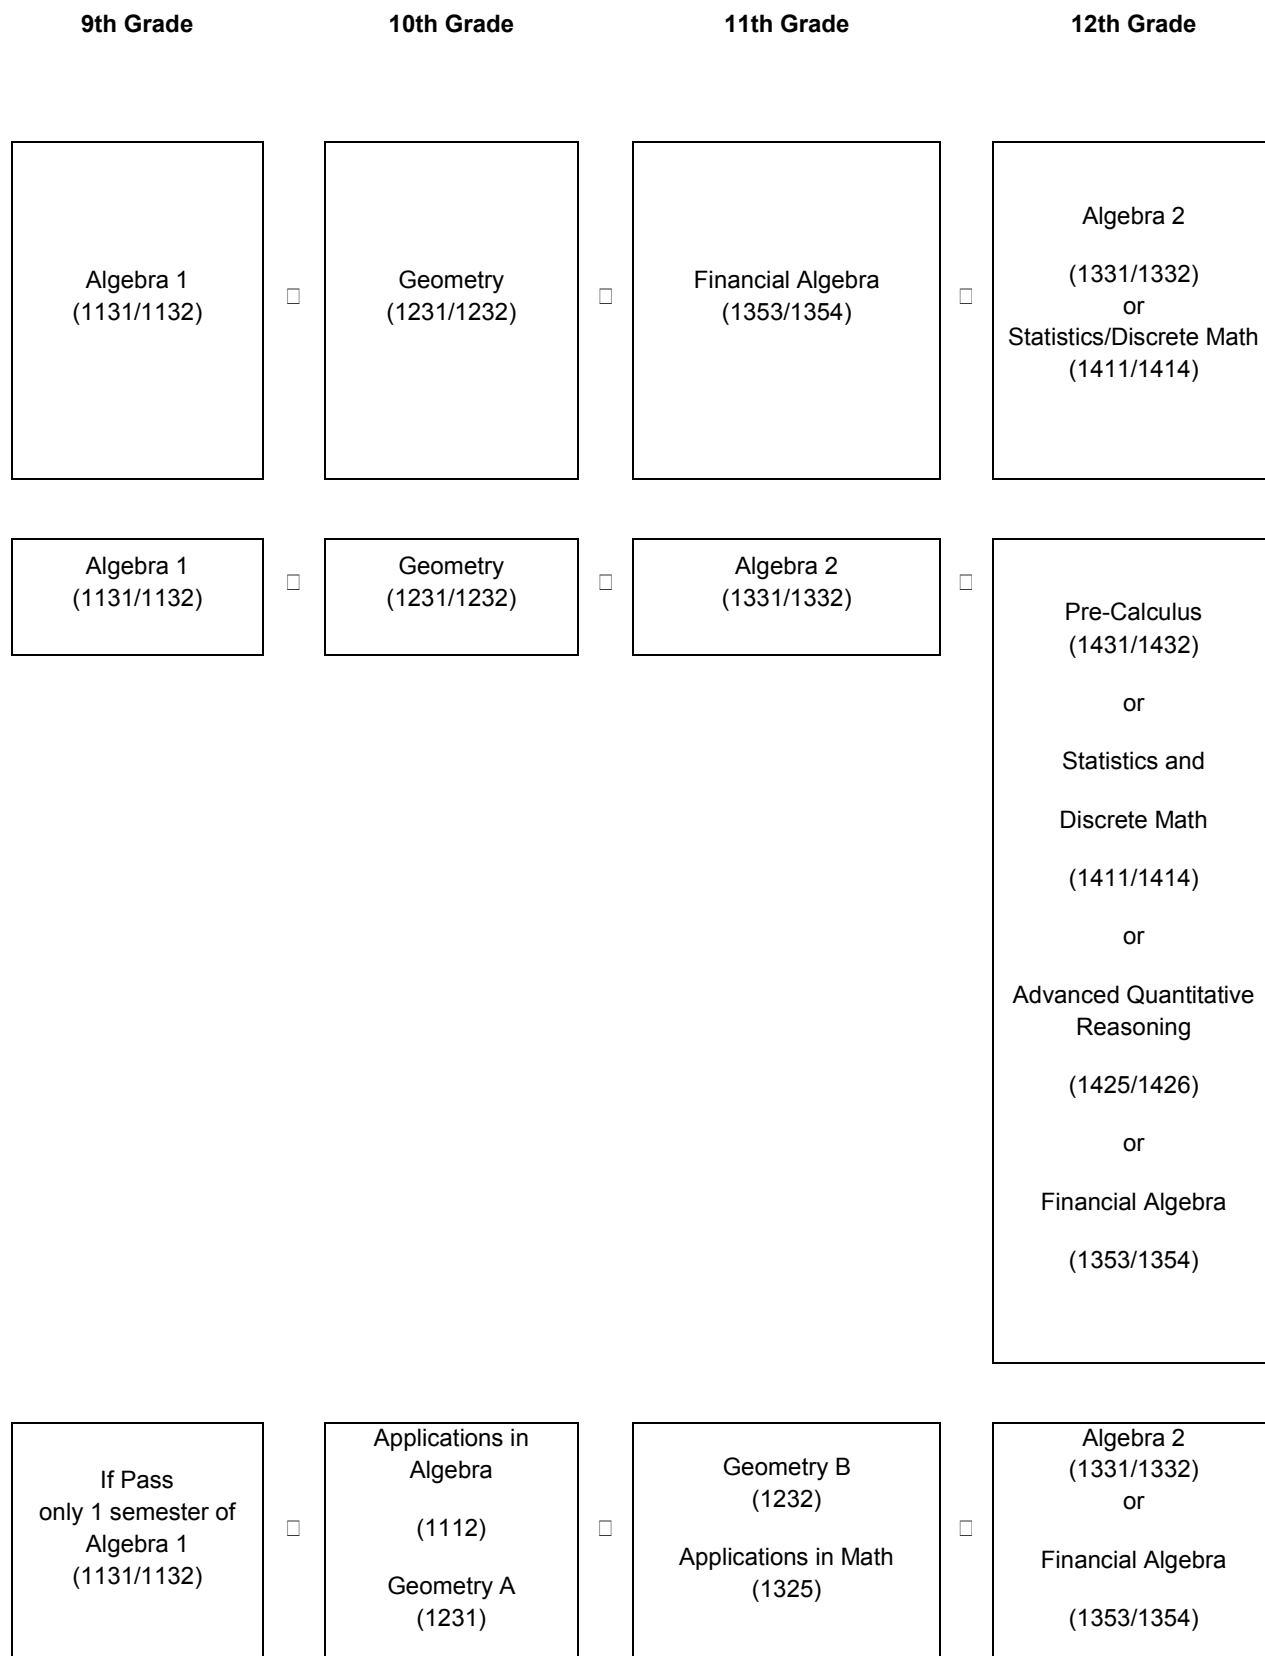 9th Grade
10th Grade
11th Grade
12th Grade
Algebra 1
(1131/1132)
Geometry
(1231/1232)
Financial Algebra
(1353/1354)
Algebra 2
(1331/1332)
or
Statistics/Discrete Math
(1411/1414)
Algebra 1
(1131/1132)
Geometry
(1231/1232)
Algebra 2
(1331/1332)
Pre-Calculus
(1431/1432)
or
Statistics and
Discrete Math
(1411/1414)
or
Advanced Quantitative
Reasoning
(1425/1426)
or
Financial Algebra
(1353/1354)
If Pass
only 1 semester of
Algebra 1
(1131/1132)
Applications in
Algebra
(1112)
Geometry A
(1231)
Geometry B
(1232)
Applications in Math
(1325)
Algebra 2
(1331/1332)
or
Financial Algebra
(1353/1354)